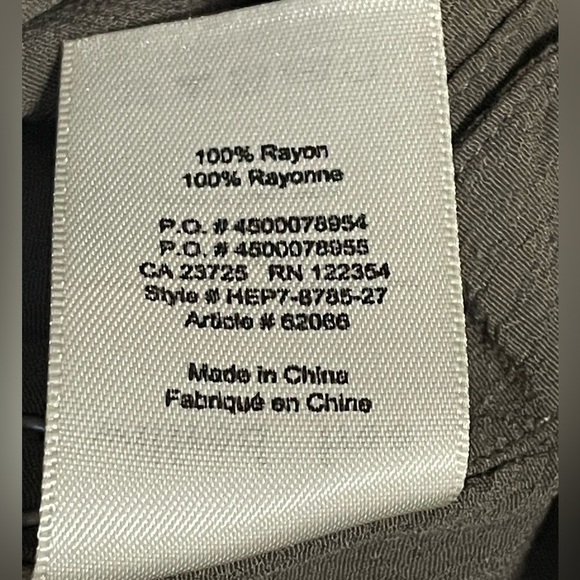 100% Rayon
100% Rayonne
P.O. # 4500078954
P.O. # 4500078955
CA 23725 RN 122354
Style # HEP7-8785-27
Article # 62066
Made in China
Fabriqué en Chine